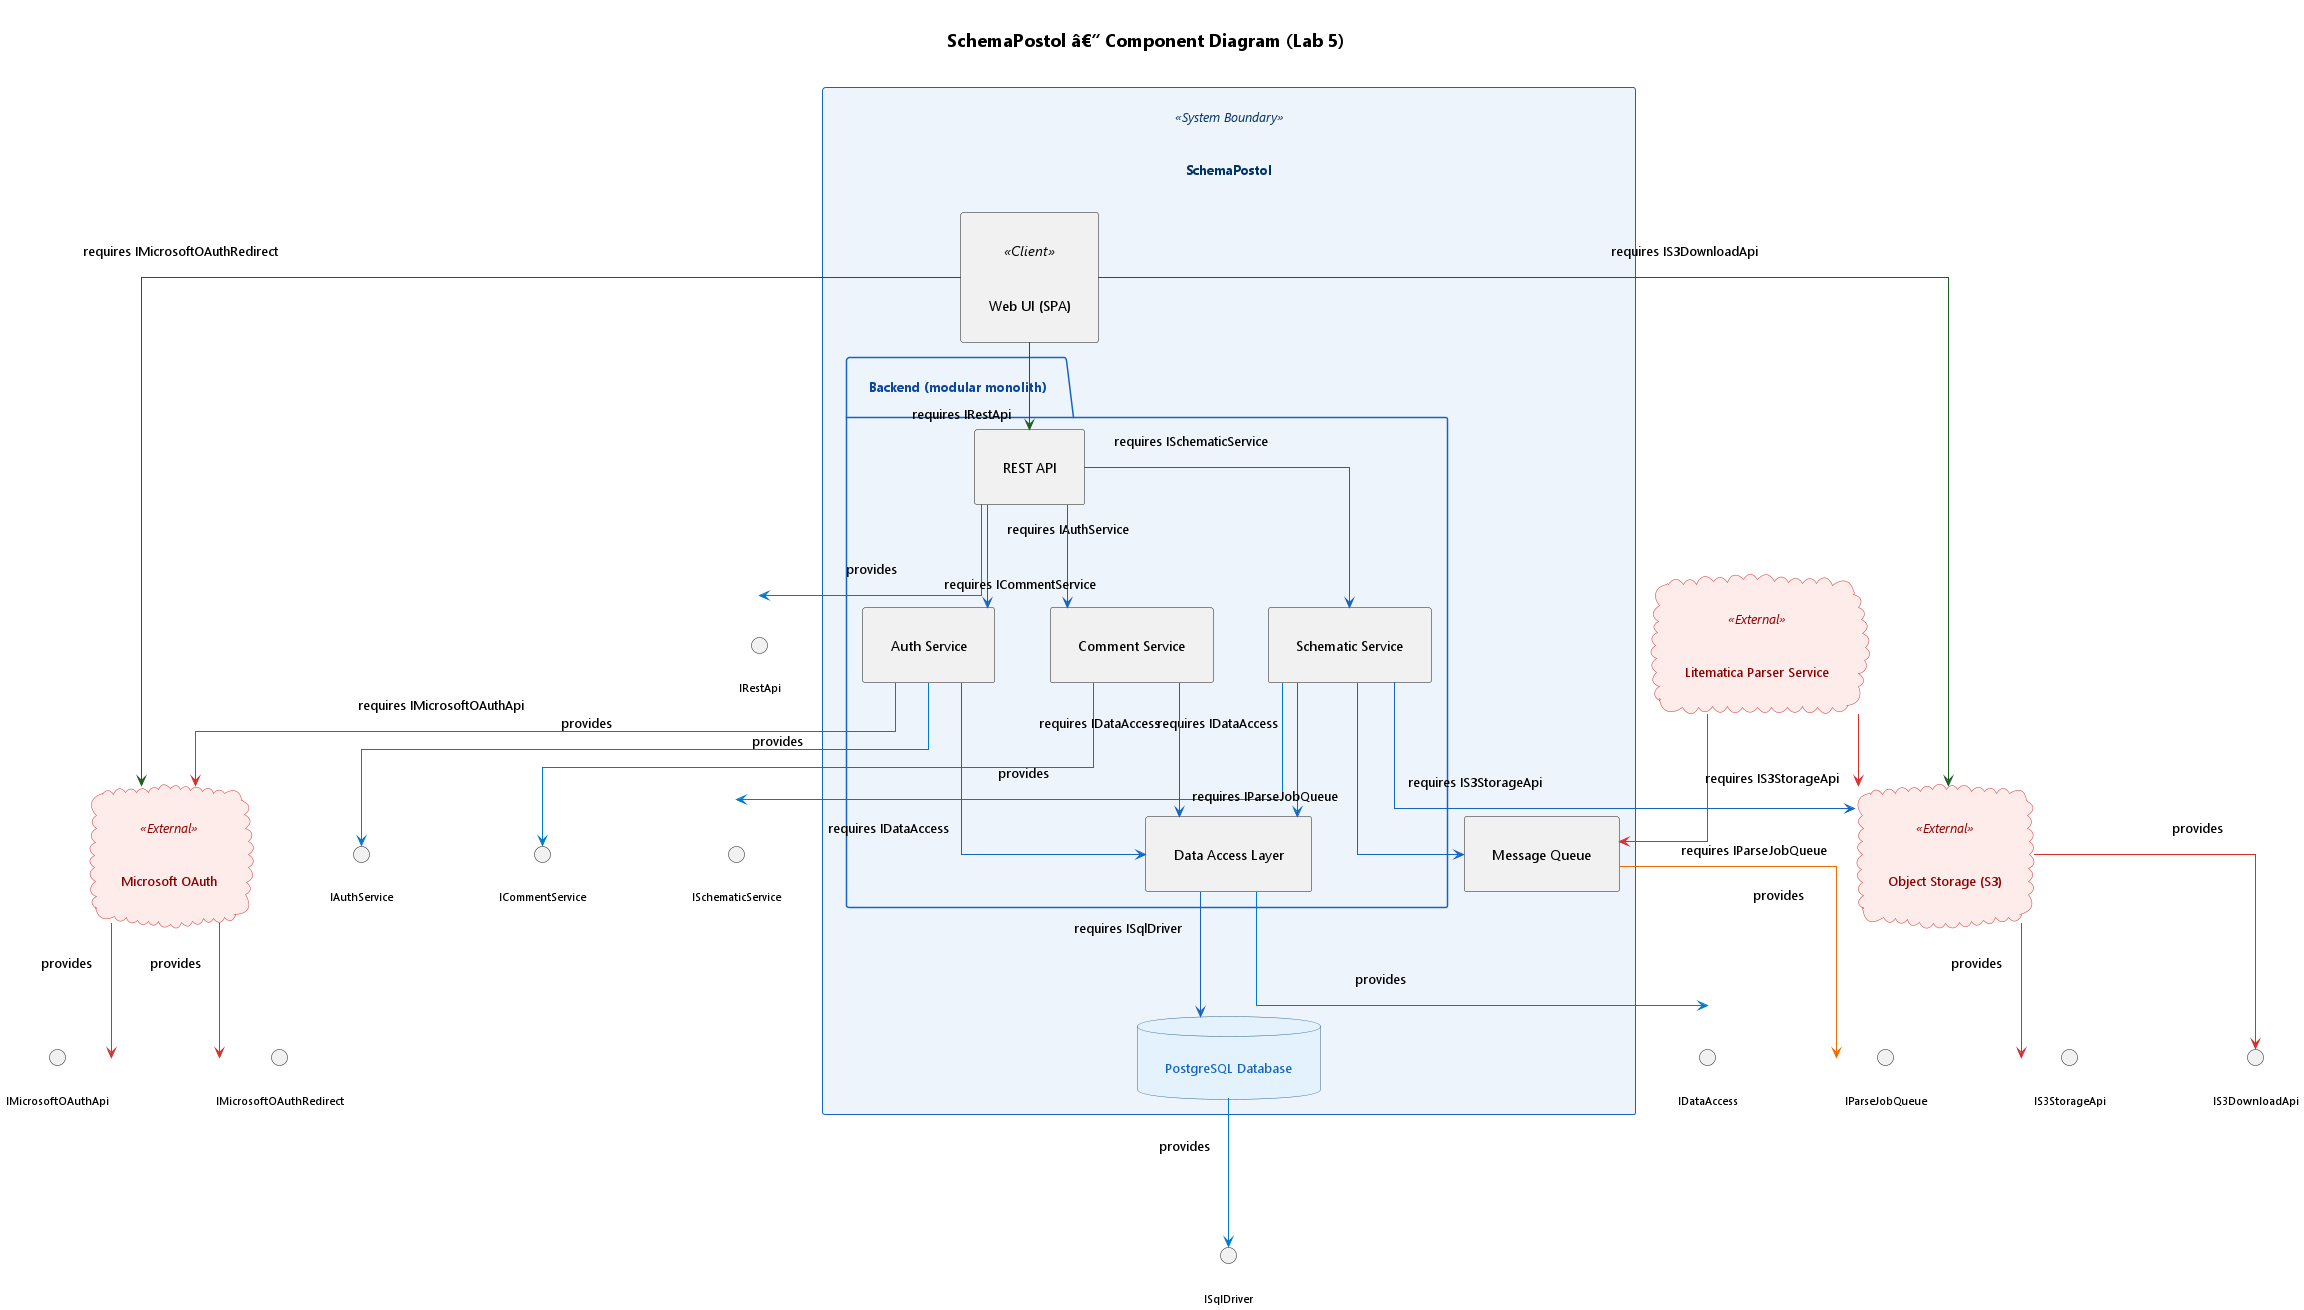 SchemaPostol â€” Component Diagram (Lab 5)
«System Boundary»
SchemaPostol
«Client»
Web UI (SPA)
requires IMicrosoftOAuthRedirect
requires IS3DownloadApi
Backend (modular monolith)
requires IRestApi
REST API
requires ISchematicService
requires IAuthService
provides
requires ICommentService
Auth Service
Comment Service
Schematic Service
«External»
Litematica Parser Service
IRestApi
requires IMicrosoftOAuthApi
provides
provides
requires IDataAccess
requires IDataAccess
provides
requires IParseJobQueue
requires IS3StorageApi
requires IS3StorageApi
requires IDataAccess
«External»
Microsoft OAuth
IAuthService
ICommentService
ISchematicService
Data Access Layer
Message Queue
requires IParseJobQueue
provides
«External»
Object Storage (S3)
provides
requires ISqlDriver
provides
provides
provides
provides
PostgreSQL Database
IMicrosoftOAuthApi
IMicrosoftOAuthRedirect
IDataAccess
IParseJobQueue
IS3StorageApi
IS3DownloadApi
provides
ISqlDriver